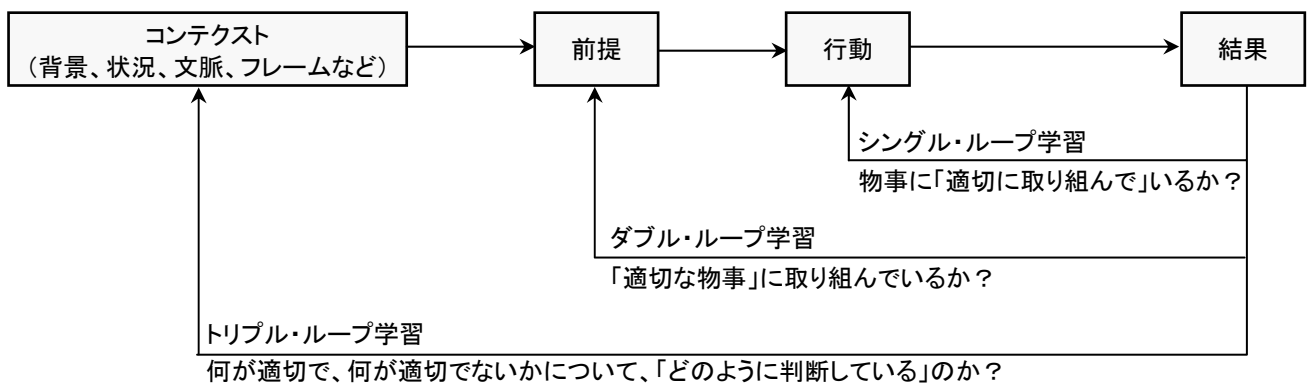 コンテクスト
（背景、状況、文脈、フレームなど）
前提
行動
結果
シングル・ループ学習
物事に「適切に取り組んで」いるか？
ダブル・ループ学習
「適切な物事」に取り組んでいるか？
トリプル・ループ学習
何が適切で、何が適切でないかについて、「どのように判断している」のか？